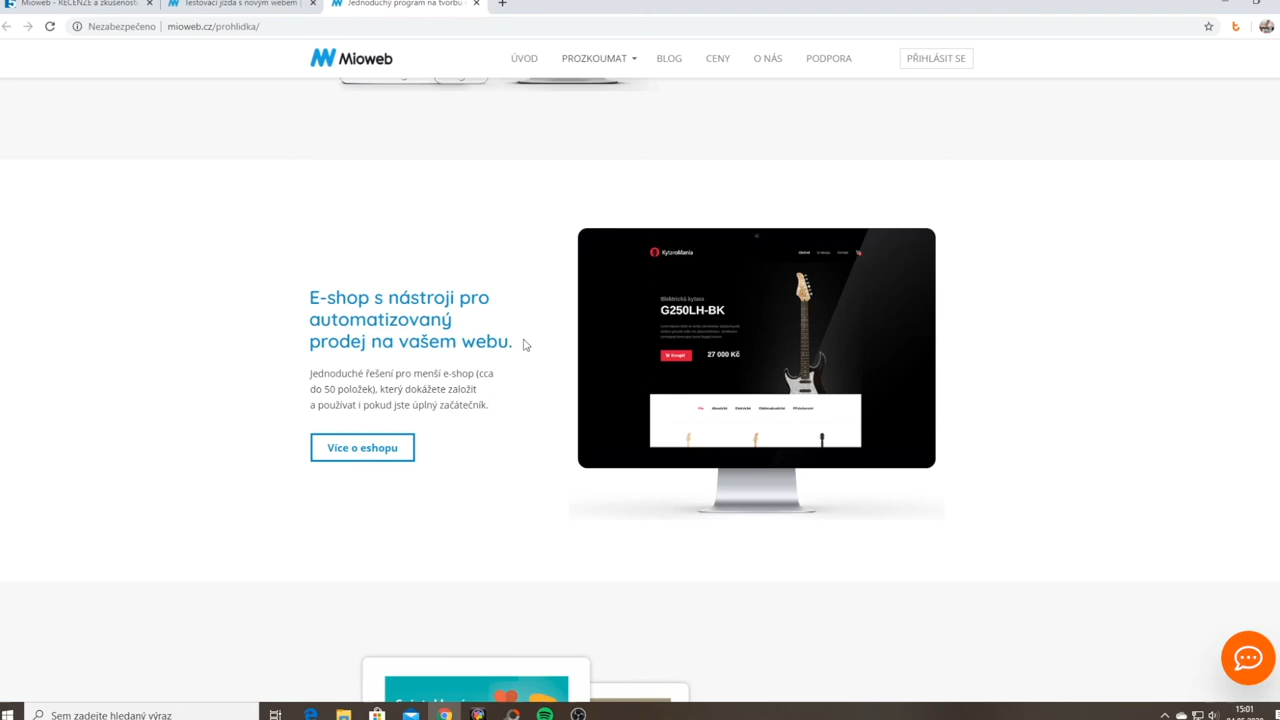 Mioweb - RECENZE a zkušenosti
Testovací jízda s novým webem |
Jednoduchý program na tvorbu
Nezabezpečeno | mioweb.cz/prohlidka/
Mioweb
ÚVOD PROZKOUMAT BLOG CENY O NÁS PODPORA PŘIHLÁSIT SE
KytaroMania
Elektrická kytara
G250LH-BK
27 000 Kč
E-shop s nástroji pro
automatizovaný
prodej na vašem webu.
Jednoduché řešení pro menší e-shop (cca
do 50 položek), který dokážete založit
a používat i pokud jste úplný začátečník.
Více o eshopu
Sem zadejte hledaný výraz
15:01